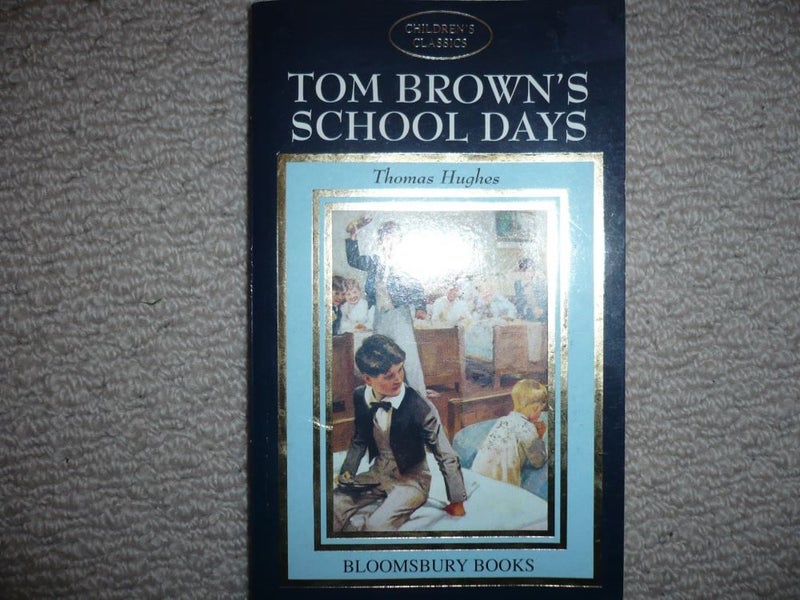 CHILDREN'S
CLASSICS
TOM BROWN'S
SCHOOL DAYS
Thomas Hughes
BLOOMSBURY BOOKS